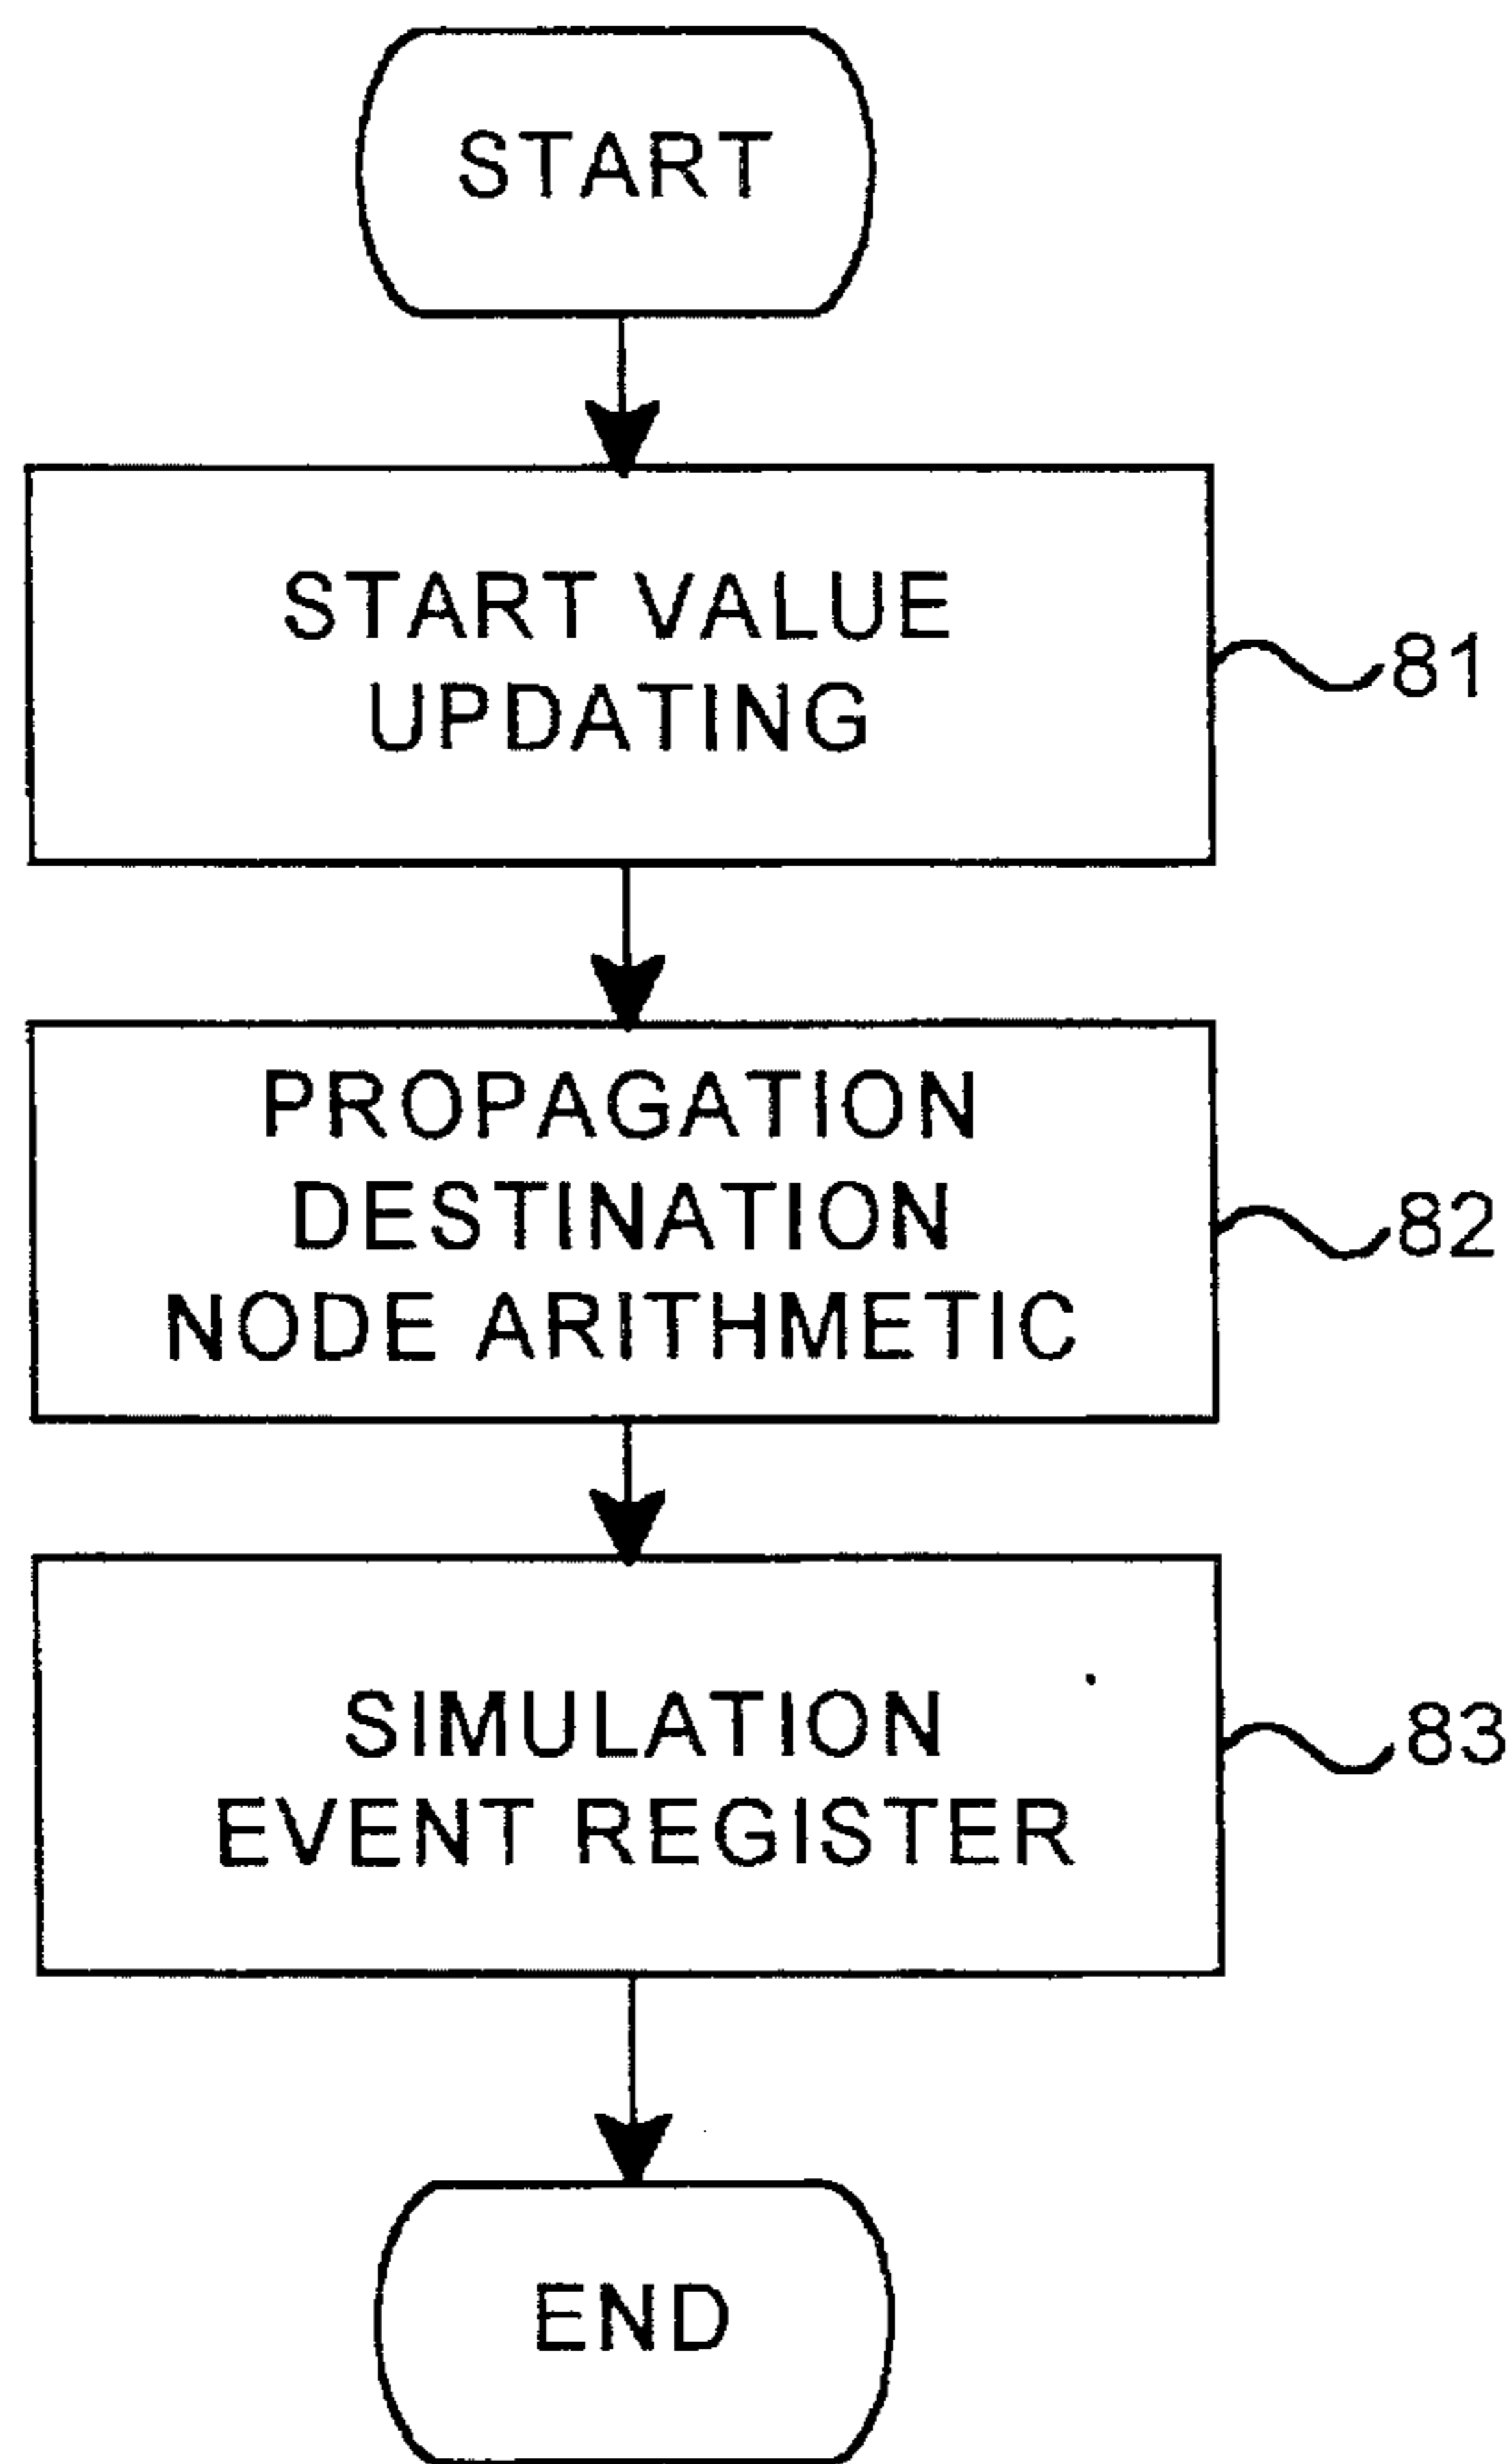 START
START VALUE
UPDATING
81
PROPAGATION
DESTINATION
NODE ARITHMETIC
82
SIMULATION
EVENT REGISTER
83
END